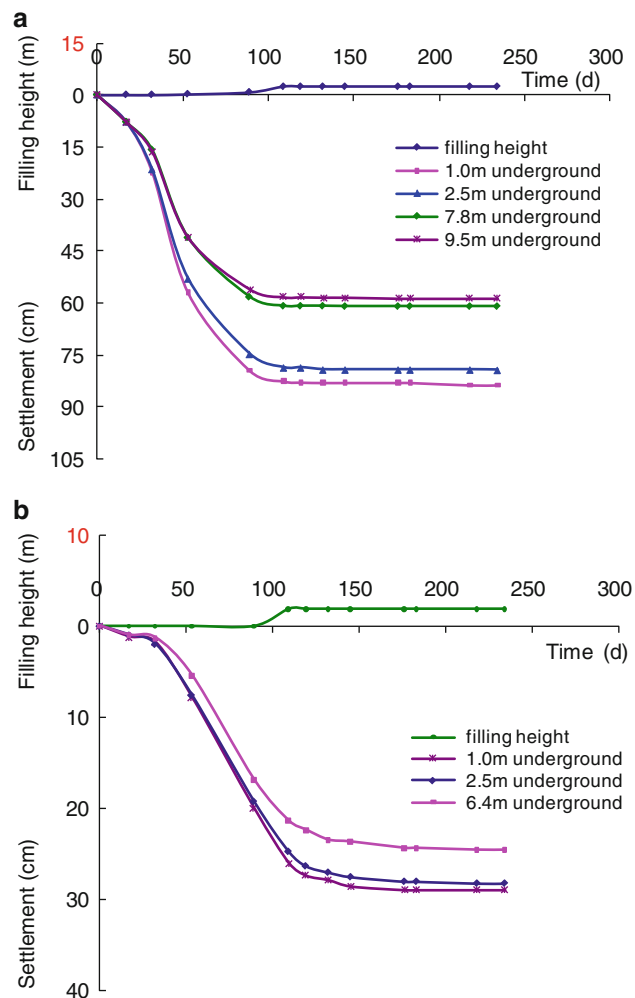 a
15
0
50
100
150
200
250
300
Time (d)
0
15
30
45
60
75
90
105
Filling height (m)
Settlement (cm)
filling height
1.0m underground
2.5m underground
7.8m underground
9.5m underground
b
10
0
50
100
150
200
250
300
Time (d)
0
10
20
30
40
Filling height (m)
Settlement (cm)
filling height
1.0m underground
2.5m underground
6.4m underground